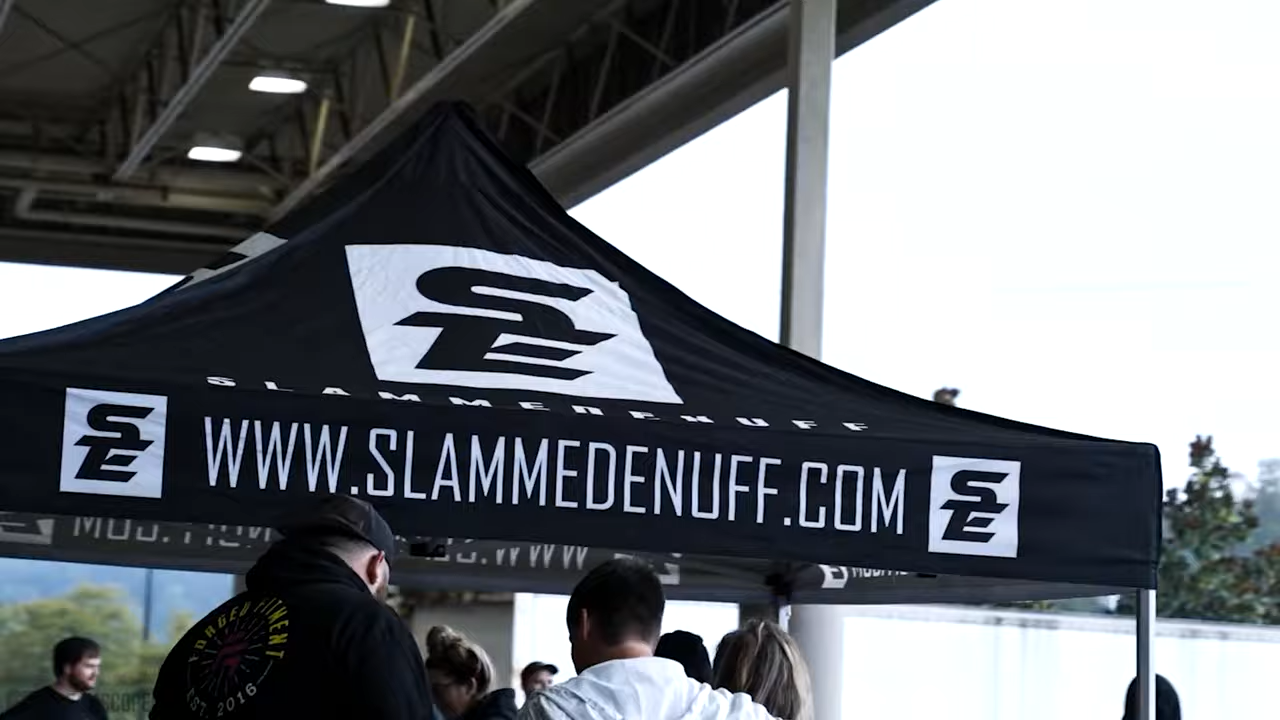 SE
SLAMMEDENUFF
SE WWW.SLAMMEDENUFF.COM SE
FORGED FITMENT
EST. 2016